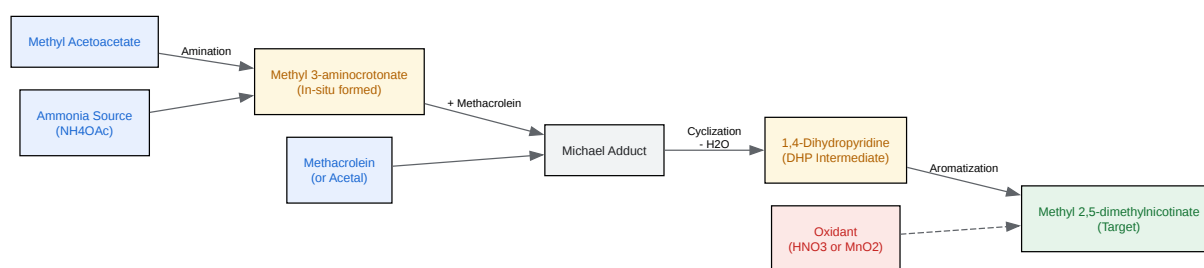 Methyl Acetoacetate
Amination
Ammonia Source
(NH4OAc)
Methyl 3-aminocrotonate
(In-situ formed)
+ Methacrolein
Methacrolein
(or Acetal)
Michael Adduct
Cyclization
- H2O
1,4-Dihydropyridine
(DHP Intermediate)
Aromatization
Oxidant
(HNO3 or MnO2)
Methyl 2,5-dimethylnicotinate
(Target)